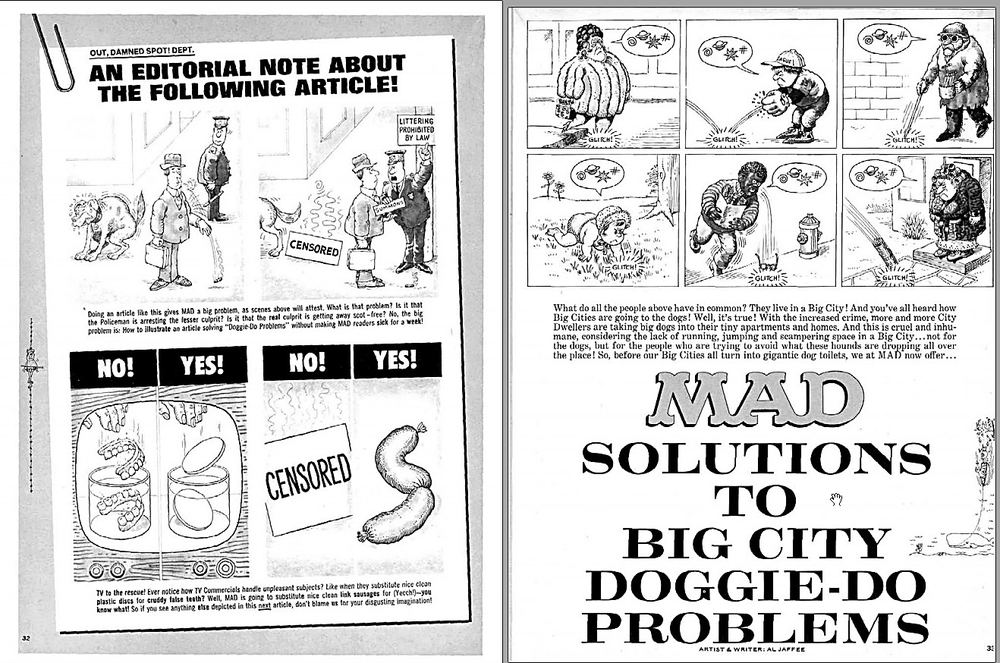 OUT, DAMNED SPOT! DEPT.
AN EDITORIAL NOTE ABOUT
THE FOLLOWING ARTICLE!
LITTERING
PROHIBITED
BY LAW
SUMMONS
CENSORED
Doing an article like this gives MAD a big problem, as scenes above will attest. What is that problem? Is it that
the Policeman is arresting the lesser culprit? Is it that the real culprit is getting away scot-free? No, the big
problem is: How to illustrate an article solving "Doggie-Do Problems" without making MAD readers sick for a week!
NO!
YES!
NO!
YES!
CENSORED
TV to the rescue! Ever notice how TV Commercials handle unpleasant subjects? Like when they substitute nice clean
plastic discs for cruddy false teeth? Well, MAD is going to substitute nice clean link sausages for (Yecch!)—you
know what! So if you see anything else depicted in this next article, don't blame us for your disgusting imagination!
32
GLITCH!
GLITCH!
GLITCH!
GLITCH!
GLITCH!
GLITCH!
What do all the people above have in common? They live in a Big City! And you've all heard how
Big Cities are going to the dogs! Well, it's true! With the increased crime, more and more City
Dwellers are taking big dogs into their tiny apartments and homes. And this is cruel and inhu-
mane, considering the lack of running, jumping and scampering space in a Big City...not for
the dogs, but for the people who are trying to avoid what these hounds are dropping all over
the place! So, before our Big Cities all turn into gigantic dog toilets, we at MAD now offer...
MAD
SOLUTIONS
TO
BIG CITY
DOGGIE-DO
PROBLEMS
ARTIST & WRITER: AL JAFFEE